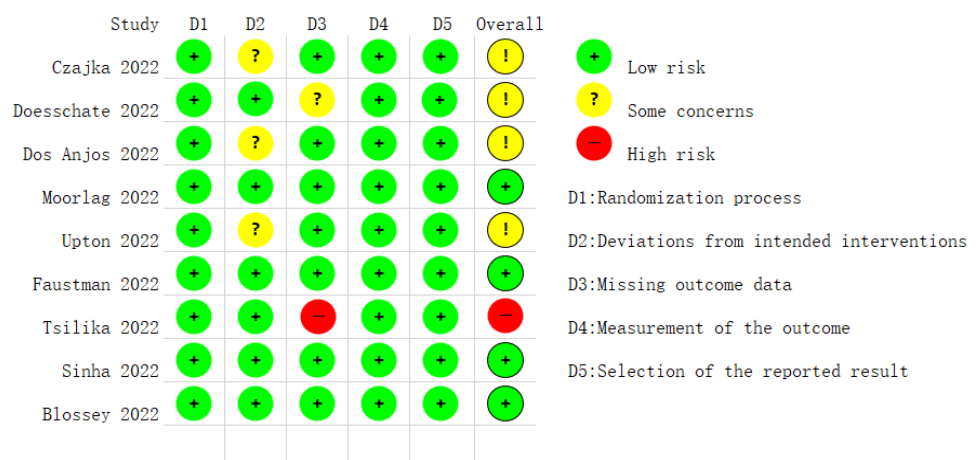 Study D1 D2 D3 D4 D5 Overall
Czajka 2022 + ? + + + !
Doesschate 2022 + + ? + + !
Dos Anjos 2022 + ? + + + !
Moorlag 2022 + + + + + +
Upton 2022 + ? + + + !
Faustman 2022 + + + + + +
Tsilika 2022 + + − + + −
Sinha 2022 + + + + + +
Blossey 2022 + + + + + +
+ Low risk
? Some concerns
− High risk
D1:Randomization process
D2:Deviations from intended interventions
D3:Missing outcome data
D4:Measurement of the outcome
D5:Selection of the reported result